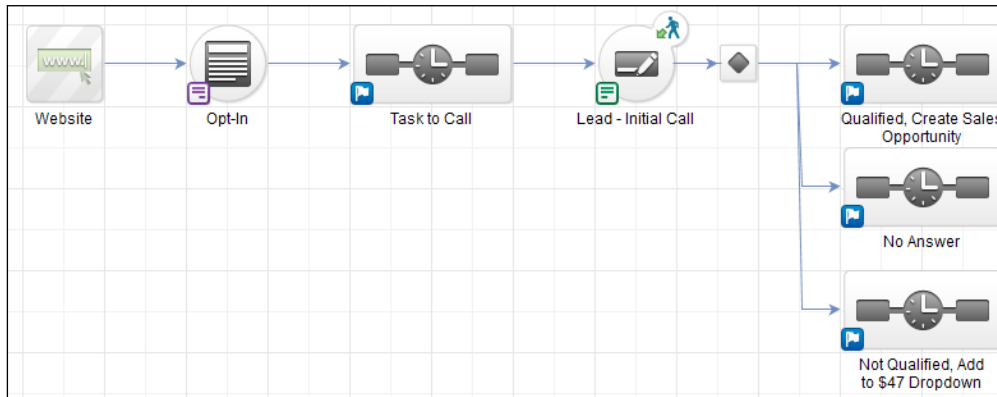 www.
Website
Opt-In
Task to Call
Lead - Initial Call
Qualified, Create Sales
Opportunity
No Answer
Not Qualified, Add
to $47 Dropdown